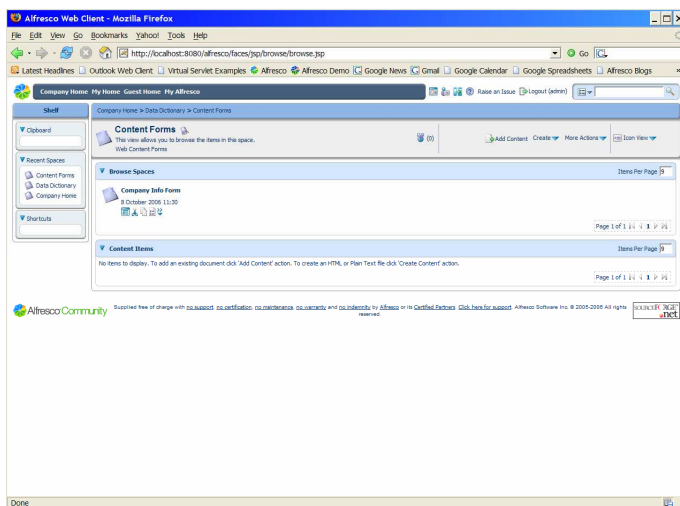 Alfresco Web Client - Mozilla Firefox
File Edit View Go Bookmarks Yahoo! Tools Help
http://localhost:8080/alfresco/faces/jsp/browse/browse.jsp Go
Latest Headlines Outlook Web Client Virtual Servlet Examples Alfresco Alfresco Demo Google News Gmail Google Calendar Google Spreadsheets Alfresco Blogs
Company Home My Home Guest Home My Alfresco Raise an Issue Logout (admin)
Shelf
Company Home > Data Dictionary > Content Forms
Clipboard
Content Forms
This view allows you to browse the items in this space.
Web Content Forms
(0) Add Content Create More Actions Icon View
Recent Spaces
Content Forms
Data Dictionary
Company Home
Shortcuts
Browse Spaces Items Per Page 9
Company Info Form
8 October 2006 11:30
Page 1 of 1 1
Content Items Items Per Page 9
No items to display. To add an existing document click 'Add Content' action. To create an HTML or Plain Text file click 'Create Content' action.
Page 1 of 1 1
Alfresco Community
Supplied free of charge with no support, no certification, no maintenance, no warranty and no indemnity by Alfresco or its Certified Partners. Click here for support. Alfresco Software Inc. © 2005-2006 All rights
reserved
SOURCEFORGE
.net
Done